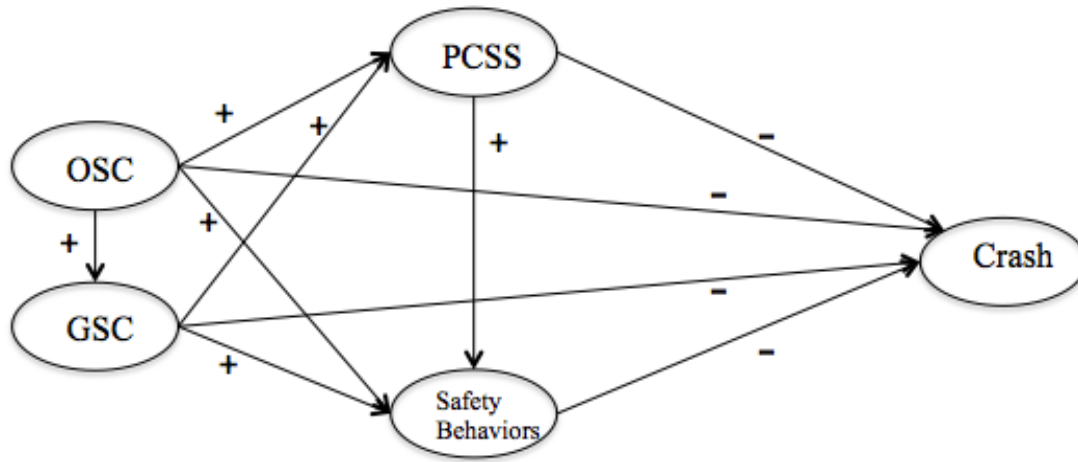 PCSS
+
+
+
-
OSC
-
+
+
GSC
-
+
-
Crash
Safety
Behaviors